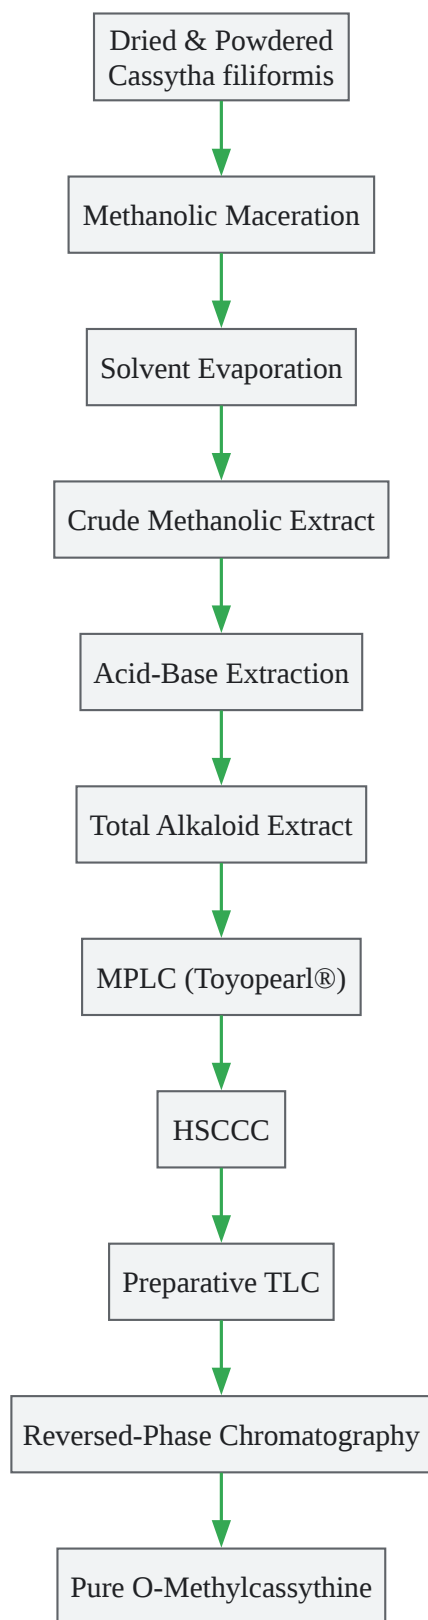 Dried & Powdered
Cassytha filiformis
Methanolic Maceration
Solvent Evaporation
Crude Methanolic Extract
Acid-Base Extraction
Total Alkaloid Extract
MPLC (Toyopearl®)
HSCCC
Preparative TLC
Reversed-Phase Chromatography
Pure O-Methylcassythine